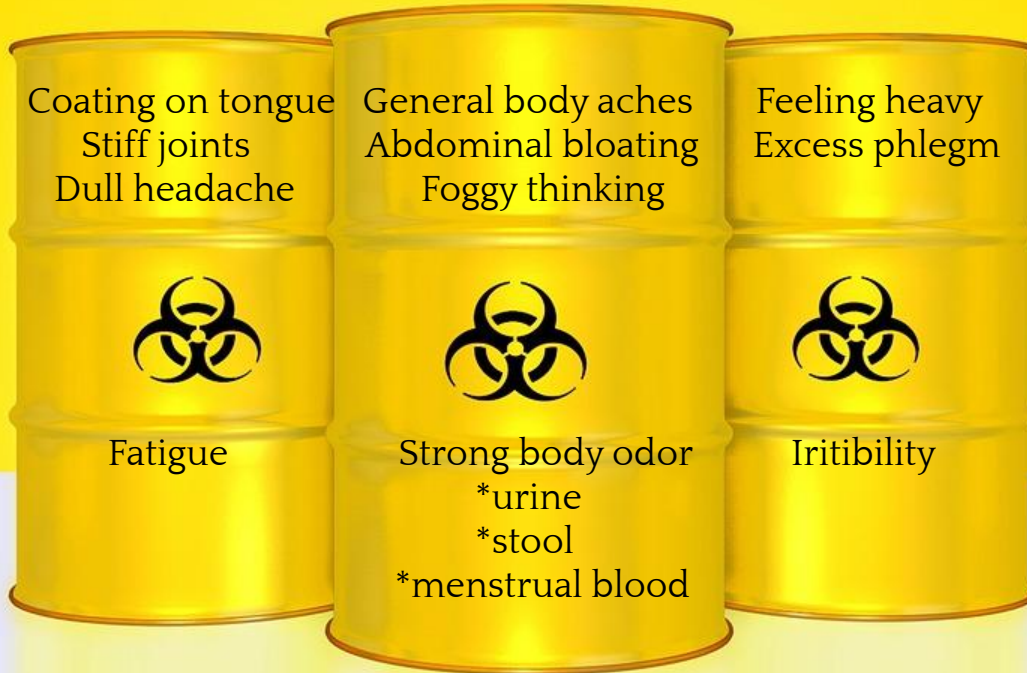 Coating on tongue
Stiff joints
Dull headache
Fatigue
General body aches
Abdominal bloating
Foggy thinking
Strong body odor
*urine
*stool
*menstrual blood
Feeling heavy
Excess phlegm
Iritibility